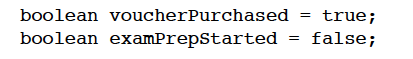 boolean voucherPurchased = true;
boolean examPrepStarted = false;